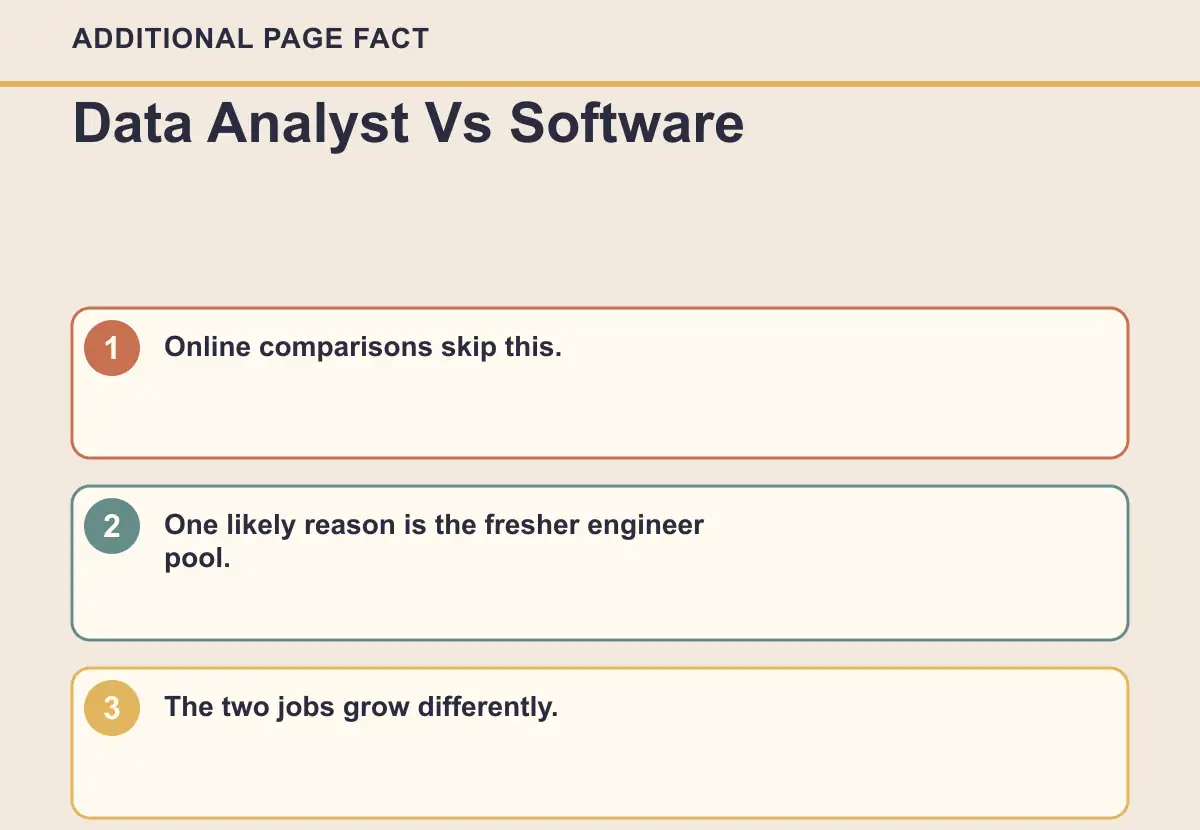 ADDITIONAL PAGE FACT
Data Analyst Vs Software
1
Online comparisons skip this.
2
One likely reason is the fresher engineer
pool.
3
The two jobs grow differently.